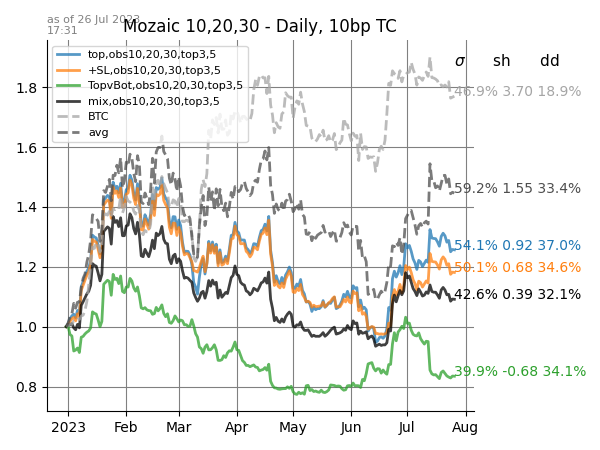 as of 26 Jul 2023
17:31
Mozaic 10,20,30 - Daily, 10bp TC
σ sh dd
top,obs10,20,30,top3,5
+SL,obs10,20,30,top3,5
TopvBot,obs10,20,30,top3,5
mix,obs10,20,30,top3,5
BTC
avg
1.8
1.6
1.4
1.2
1.0
0.8
46.9% 3.70 18.9%
59.2% 1.55 33.4%
54.1% 0.92 37.0%
50.1% 0.68 34.6%
42.6% 0.39 32.1%
39.9% -0.68 34.1%
2023 Feb Mar Apr May Jun Jul Aug